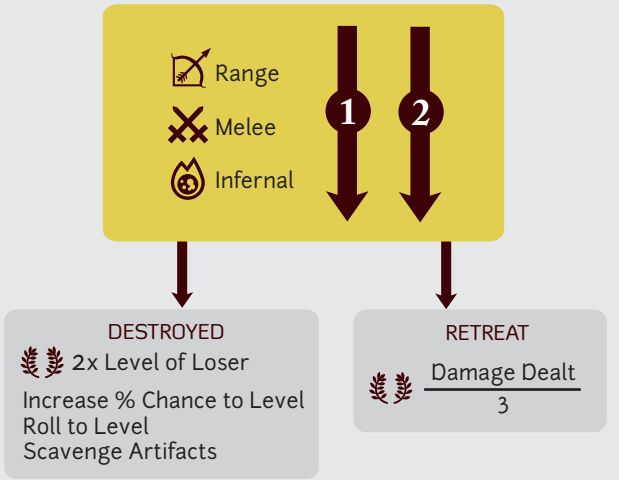 Range
Melee
Infernal
1 2
DESTROYED
2x Level of Loser
Increase % Chance to Level
Roll to Level
Scavenge Artifacts
RETREAT
Damage Dealt
3